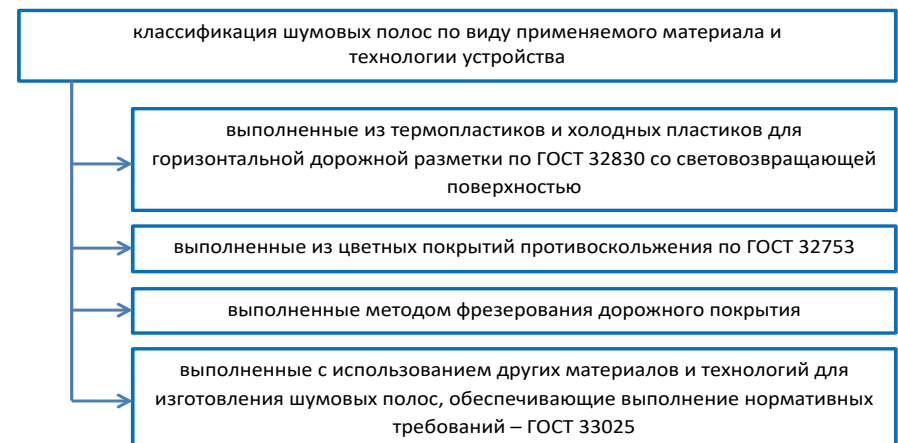 классификация шумовых полос по виду применяемого материала и
технологии устройства
выполненные из термопластиков и холодных пластиков для
горизонтальной дорожной разметки по ГОСТ 32830 со световозвращающей
поверхностью
выполненные из цветных покрытий противоскольжения по ГОСТ 32753
выполненные методом фрезерования дорожного покрытия
выполненные с использованием других материалов и технологий для
изготовления шумовых полос, обеспечивающие выполнение нормативных
требований – ГОСТ 33025